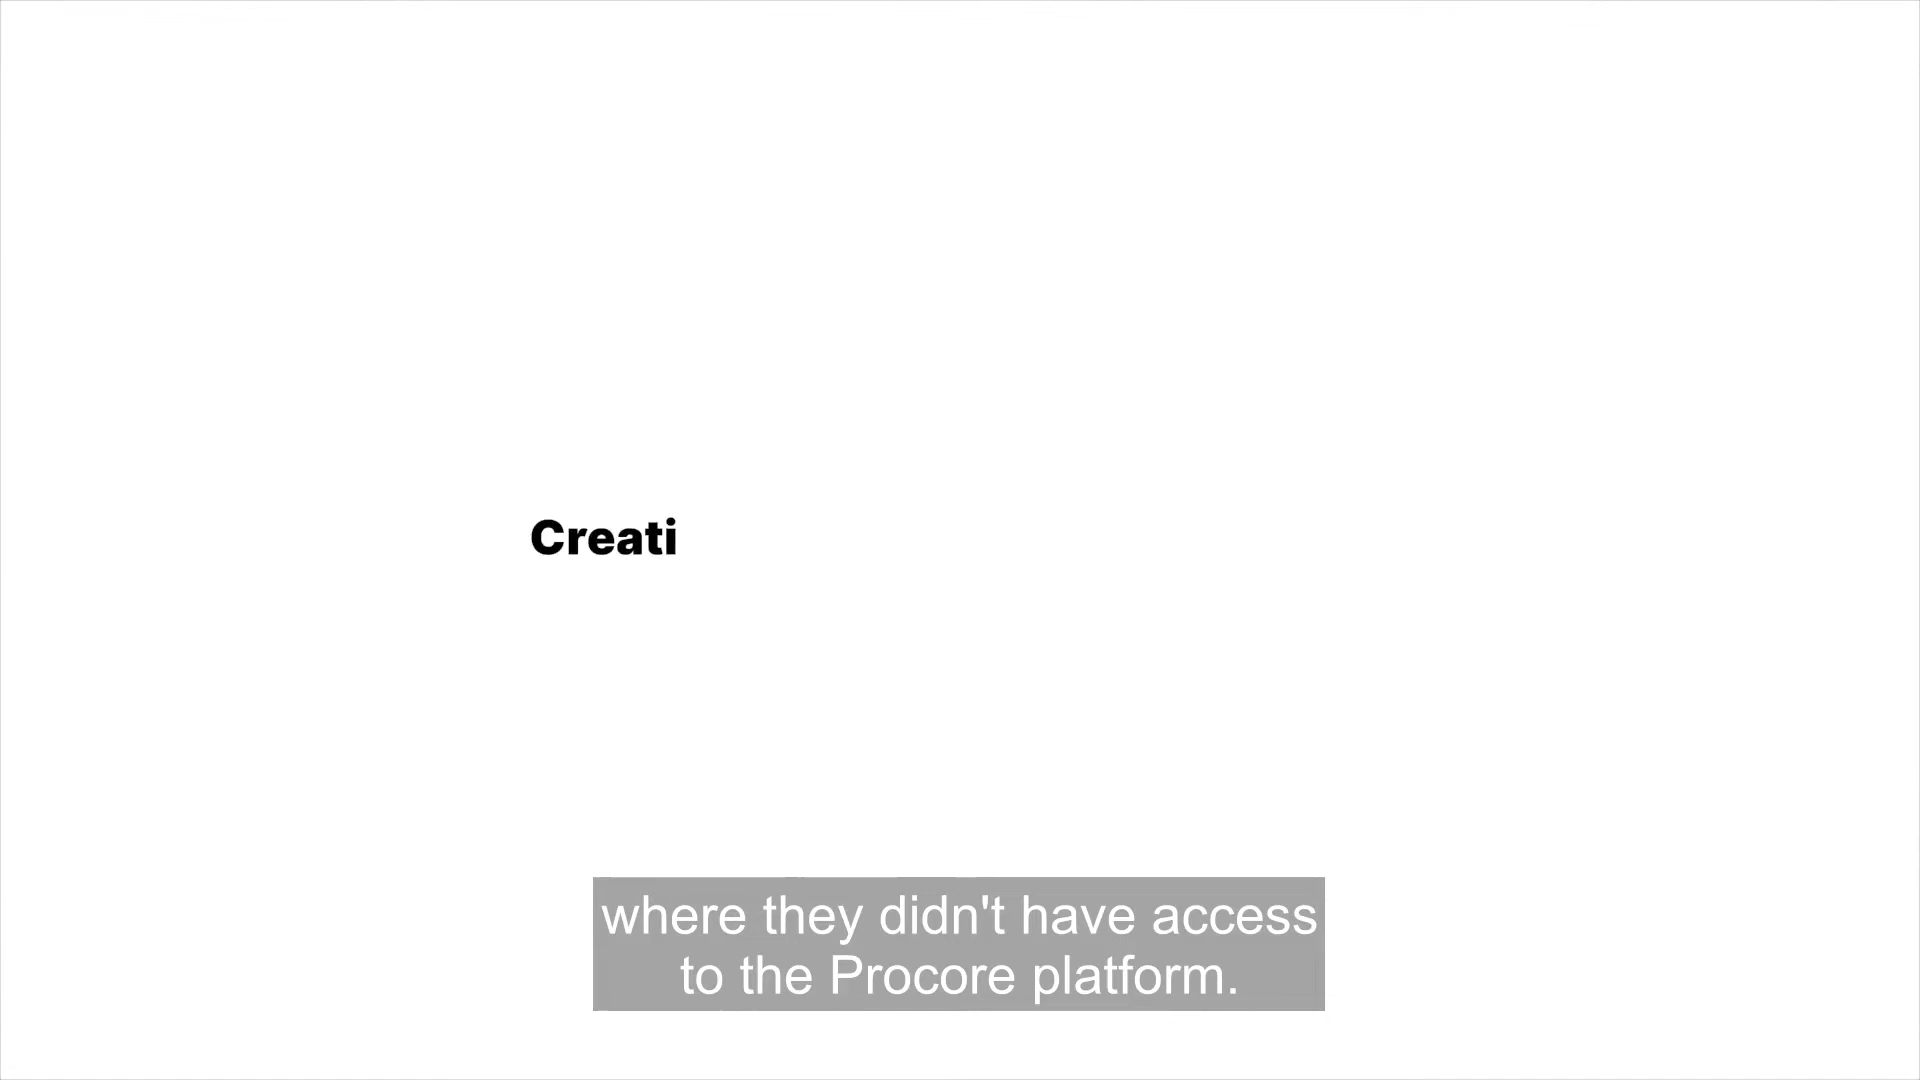 Creati
where they didn't have access
to the Procore platform.